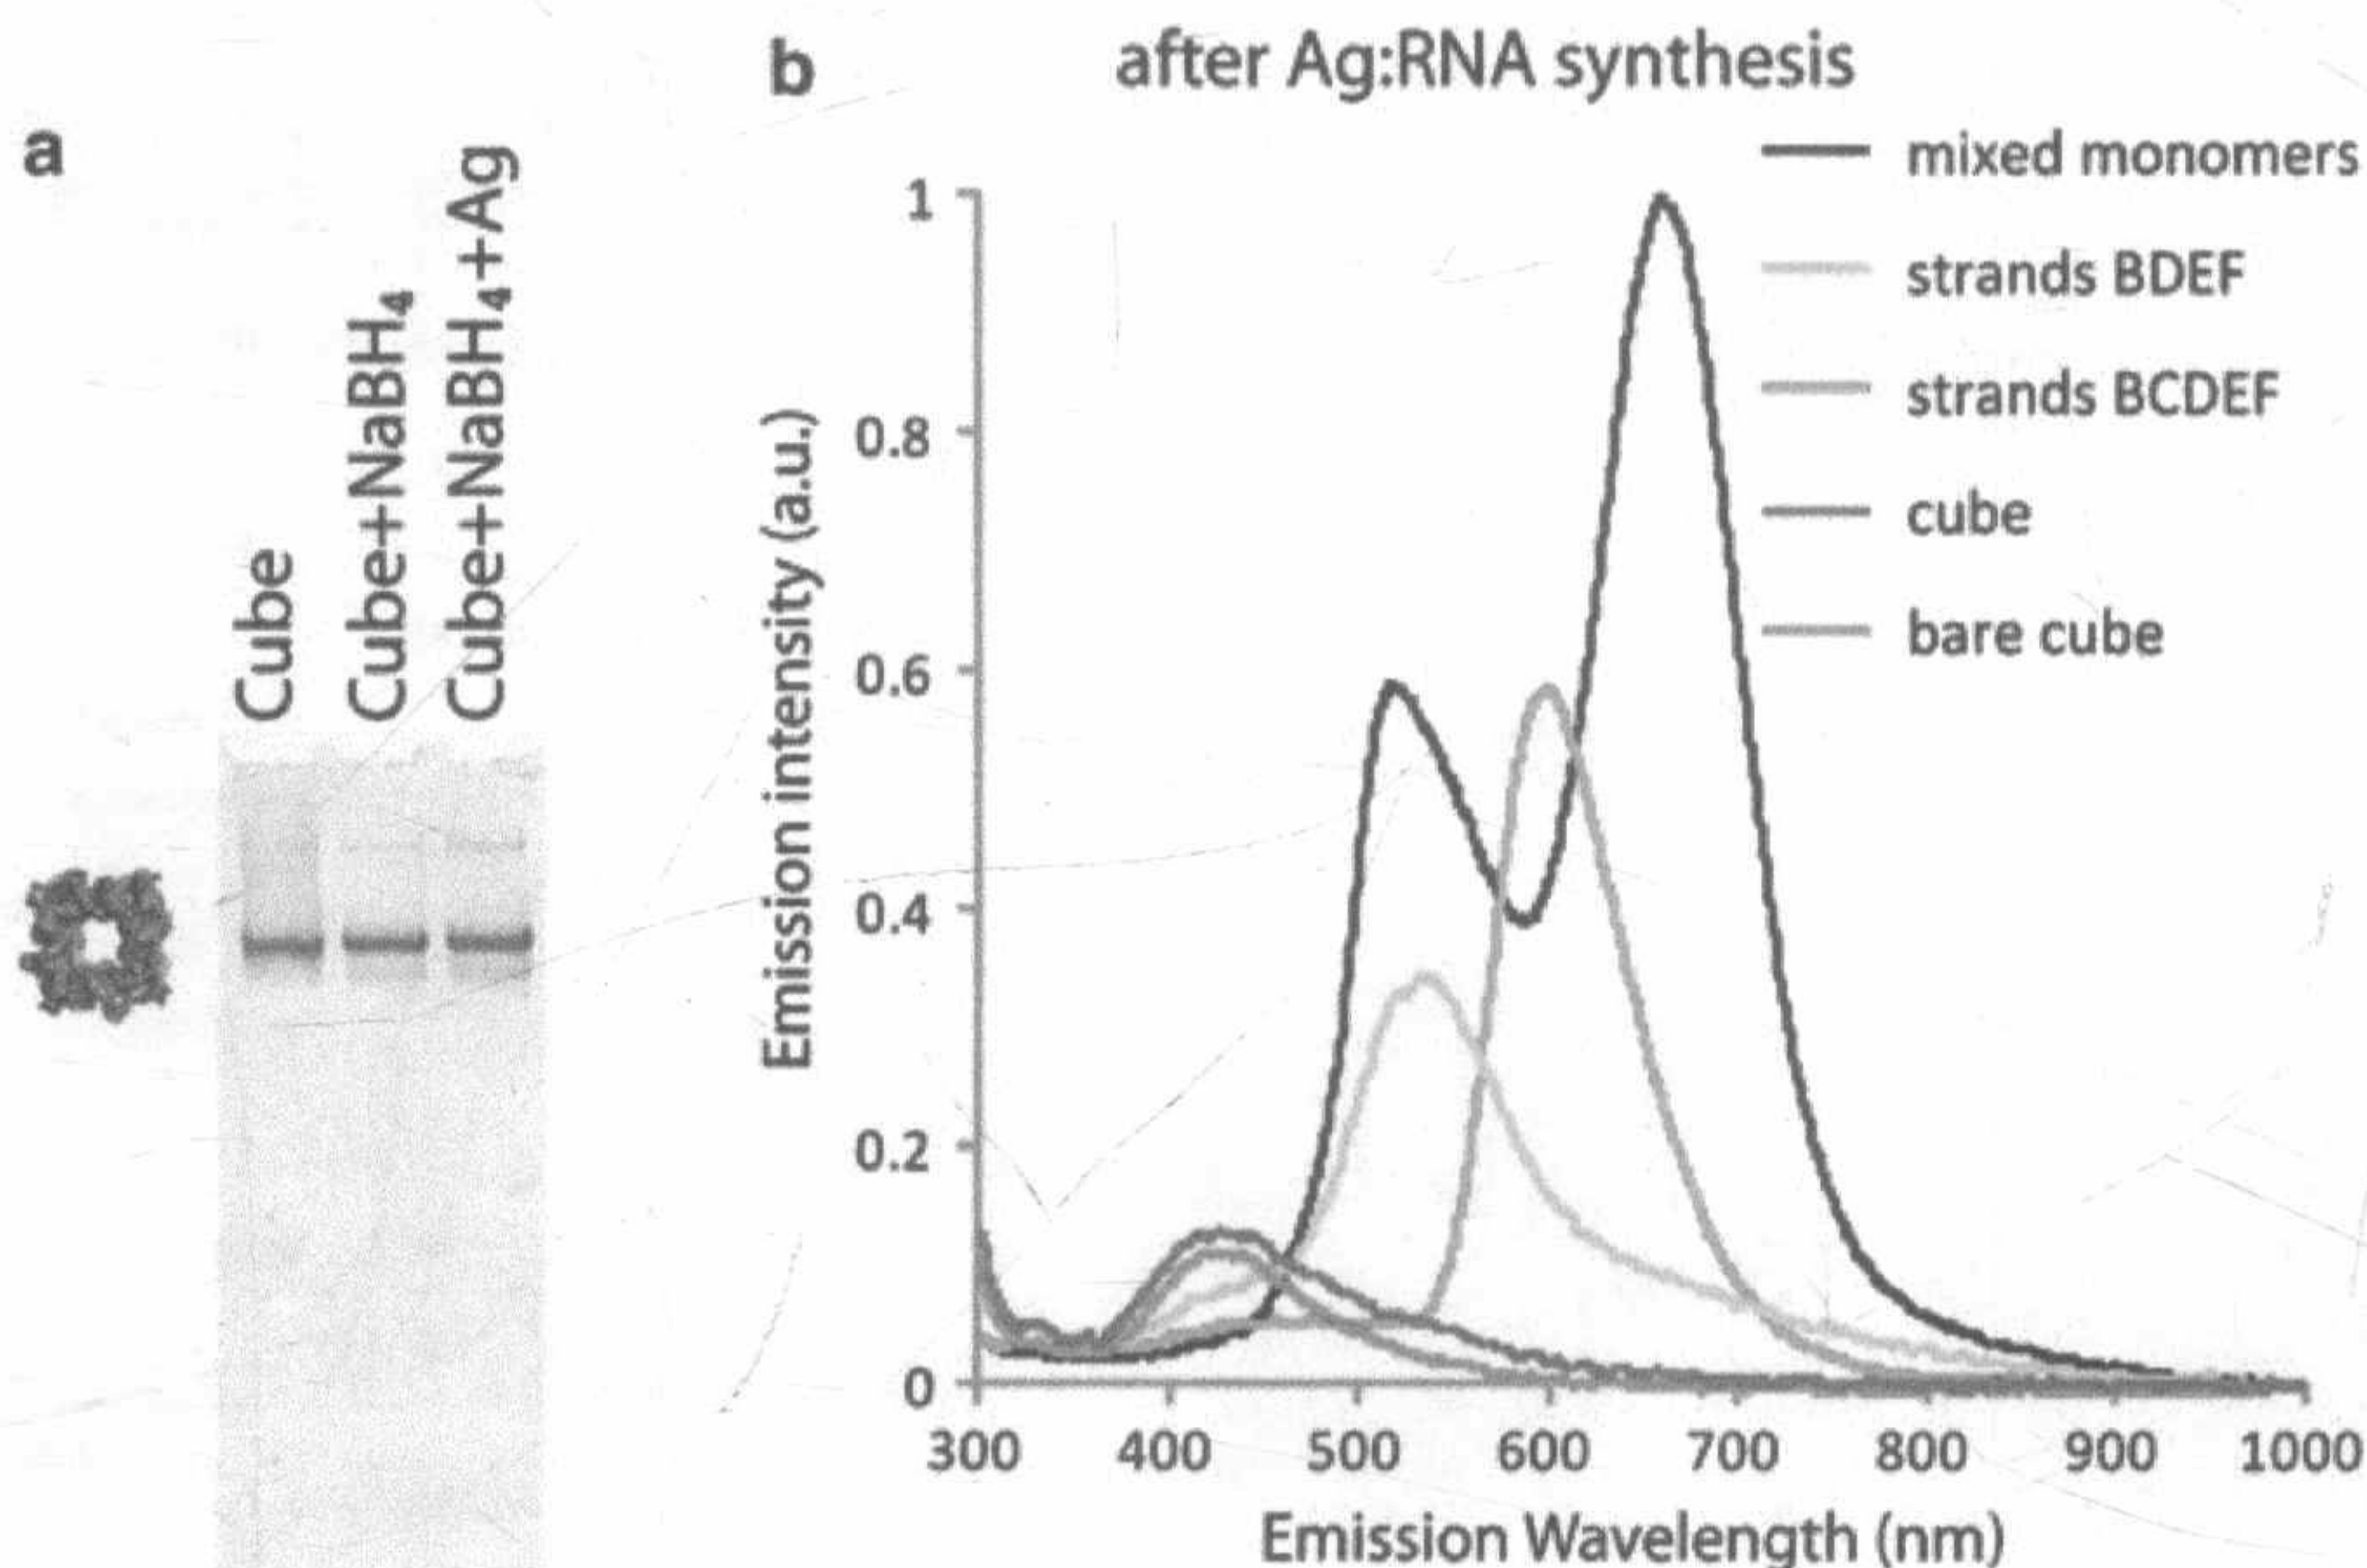 a
Cube
Cube+NaBH4
Cube+NaBH4+Ag
b
after Ag:RNA synthesis
mixed monomers
strands BDEF
strands BCDEF
cube
bare cube
Emission intensity (a.u.)
1
0.8
0.6
0.4
0.2
0
300 400 500 600 700 800 900 1000
Emission Wavelength (nm)